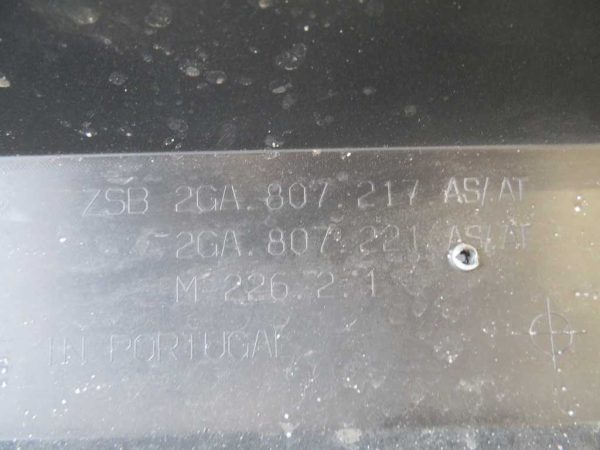 ZSB 2GA.807.217 AS/AT
2GA.807.221 AS/AT
M-226.2.1
IN PORTUGAL